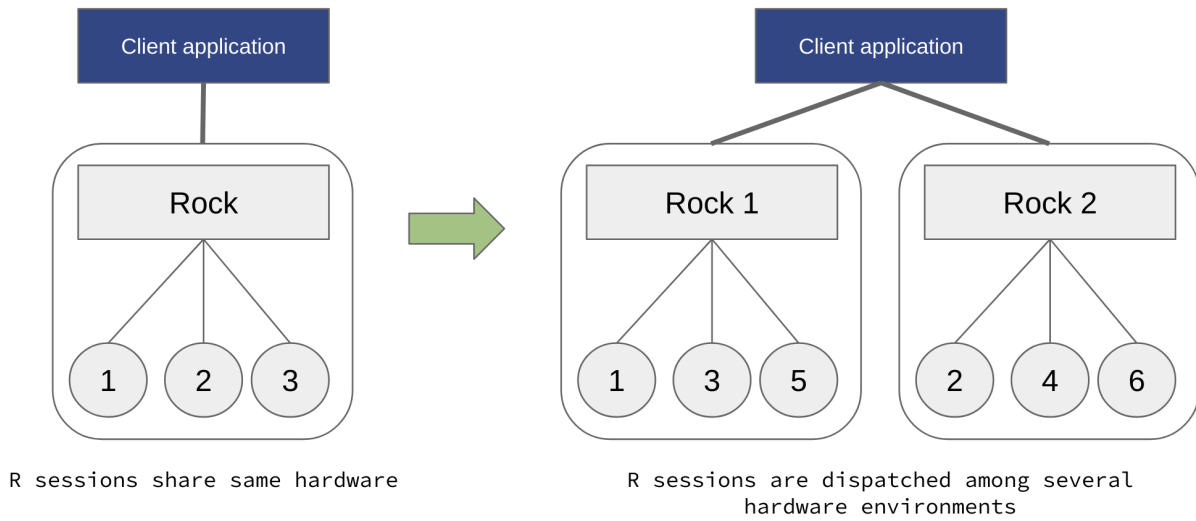 Client application
Rock
1
2
3
R sessions share same hardware
Client application
Rock 1
Rock 2
1
3
5
2
4
6
R sessions are dispatched among several
hardware environments